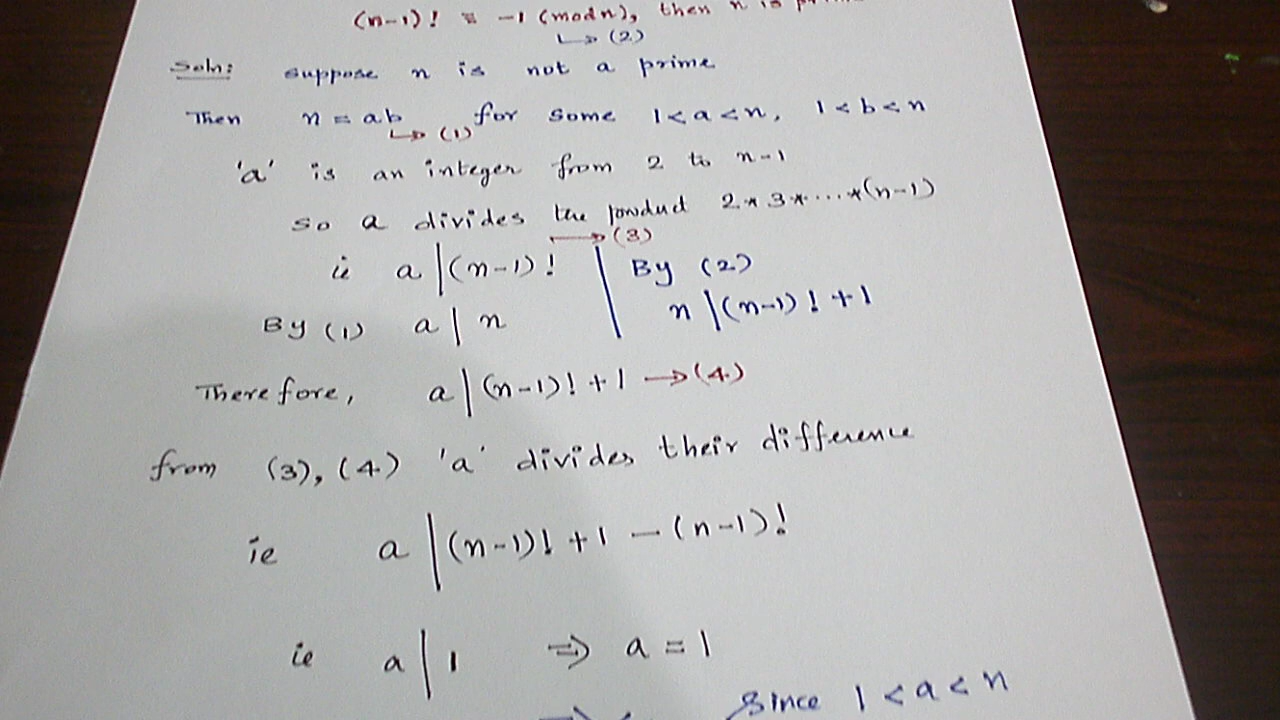 (n-1)! ≡ -1 (mod n), then n is
↳ (2)
Soln: suppose n is not a prime
Then n = ab for some 1<a<n, 1<b<n
↳ (1)
'a' is an integer from 2 to n-1
so a divides the product 2*3*....*(n-1)
→(3)
ie a|(n-1)! | By (2)
By (1) a|n | n|(n-1)!+1
Therefore, a|(n-1)!+1 →(4)
from (3), (4) 'a' divides their difference
ie a|(n-1)!+1-(n-1)!
ie a|1 ⇒ a=1
Since 1<a<n